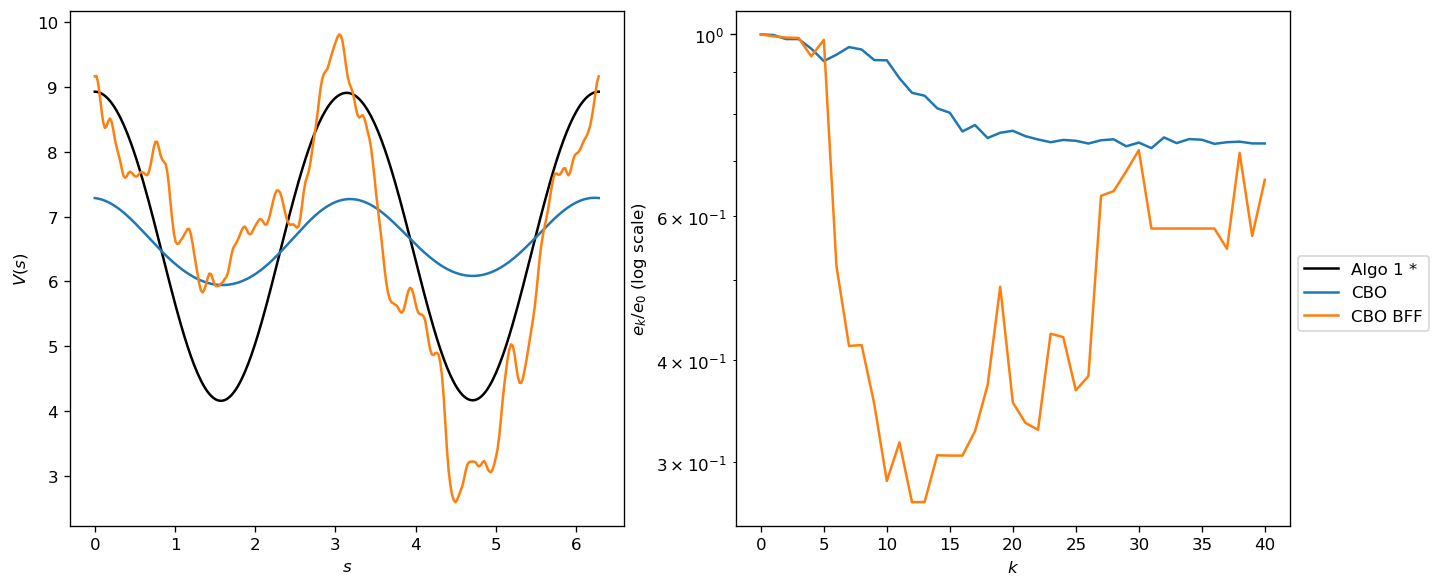 10
9
8
7
6
5
4
3
V(s)
0 1 2 3 4 5 6
s
10⁰
6 × 10⁻¹
4 × 10⁻¹
3 × 10⁻¹
eₖ/e₀ (log scale)
0 5 10 15 20 25 30 35 40
k
Algo 1 *
CBO
CBO BFF